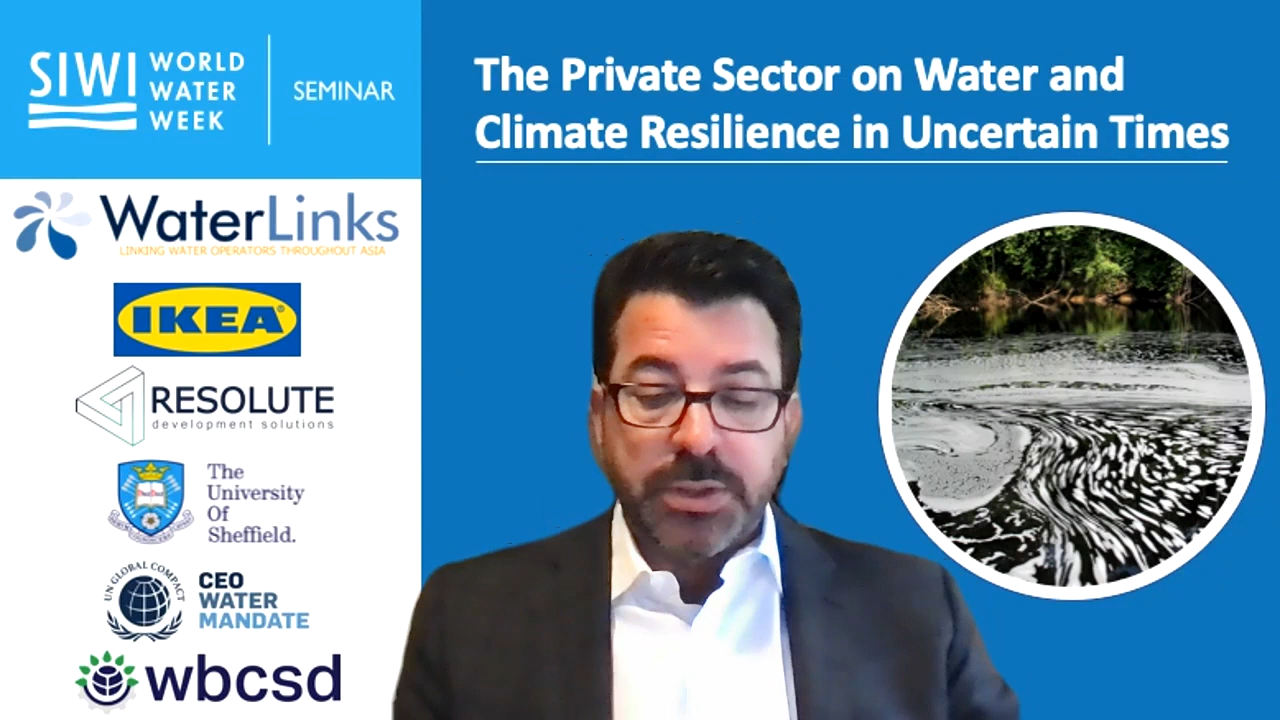 SIWI
WORLD
WATER
WEEK
SEMINAR
The Private Sector on Water and
Climate Resilience in Uncertain Times
WaterLinks
LINKING WATER OPERATORS THROUGHOUT ASIA
IKEA®
RESOLUTE
development solutions
The
University
Of
Sheffield.
UN GLOBAL COMPACT
CEO
WATER
MANDATE
wbcsd